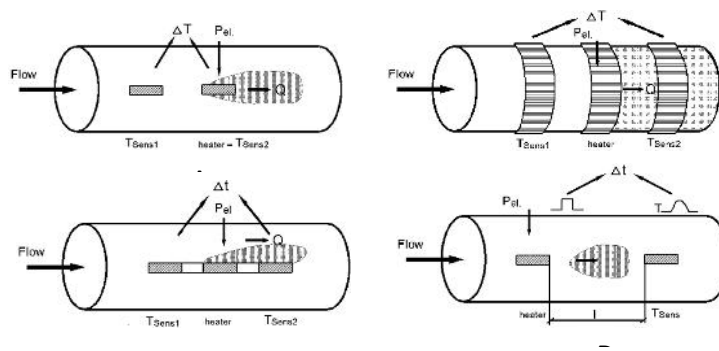 ΔT
Pel.
Flow
Q
TSens1
heater = TSens2
ΔT
Pel.
Q
TSens1
heater
TSens2
Δt
Pel
Q
Flow
TSens1
heater
TSens2
Δt
Pel.
T
Flow
heater
l
TSens